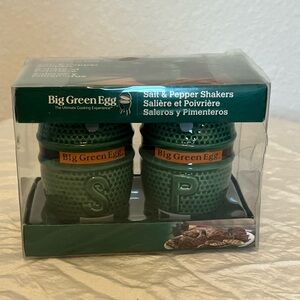 Big Green Egg
The Ultimate Cooking Experience
Salt & Pepper Shakers
Salière et Poivrière
Saleros y Pimenteros
Big Green Egg
Big Green Egg
S
P